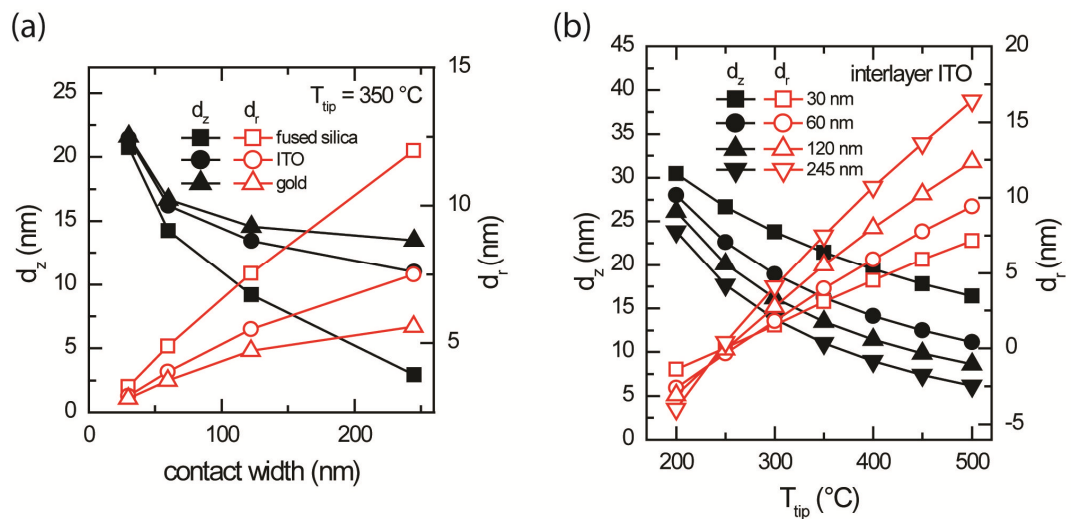 (a)
15
25
20
15
10
5
0
d_z (nm)
T_tip = 350 °C
d_z d_r
fused silica
ITO
gold
10
5
d_r (nm)
0 100 200
contact width (nm)
(b)
45
40
35
30
25
20
15
10
5
0
d_z (nm)
d_z d_r interlayer ITO
30 nm
60 nm
120 nm
245 nm
20
15
10
5
0
-5
d_r (nm)
200 300 400 500
T_tip (°C)